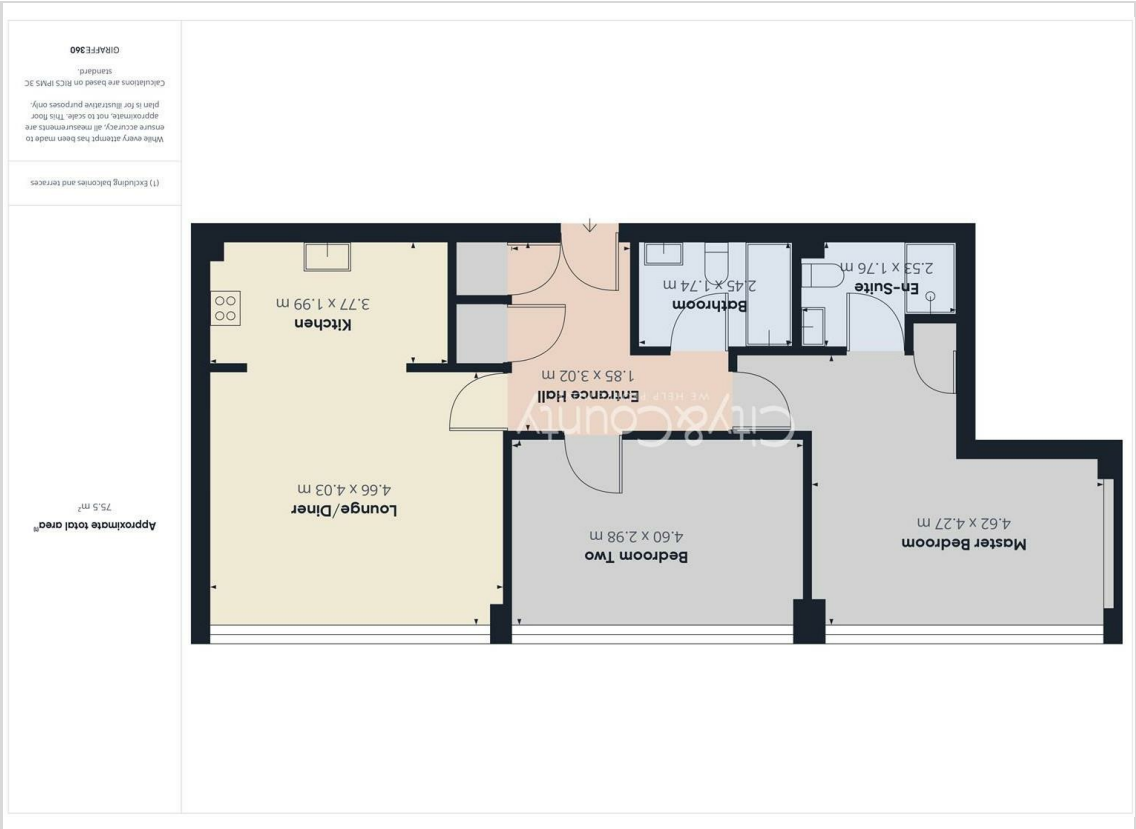 Master Bedroom
4.62 x 4.27 m
Bedroom Two
4.60 x 2.98 m
Lounge/Diner
4.66 x 4.03 m
City&County
Entrance Hall
1.85 x 3.02 m
En-Suite
2.53 x 1.76 m
Bathroom
2.45 x 1.74 m
Kitchen
3.77 x 1.99 m
Approximate total area⁽¹⁾
75.5 m²
(1) Excluding balconies and terraces
While every attempt has been made to
ensure accuracy, all measurements are
approximate, not to scale. This floor
plan is for illustrative purposes only.
Calculations are based on RICS IPMS 3C
standard.
GIRAFFE360